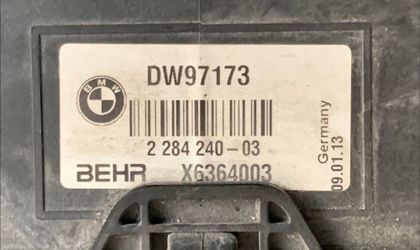 BMW
DW97173
2 284 240-03
BEHR X6364003
Germany
09.01.13